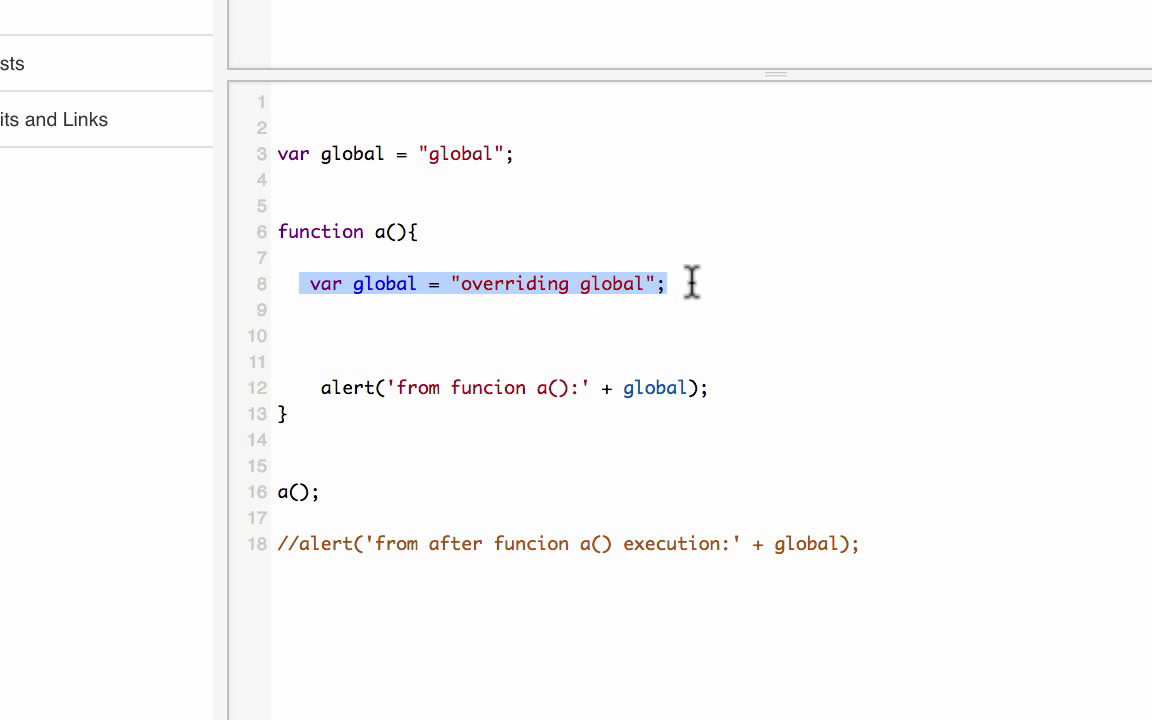 sts
its and Links
1
2
3 var global = "global";
4
5
6 function a(){
7
8 var global = "overriding global";
9
10
11
12 alert('from funcion a():' + global);
13 }
14
15
16 a();
17
18 //alert('from after funcion a() execution:' + global);